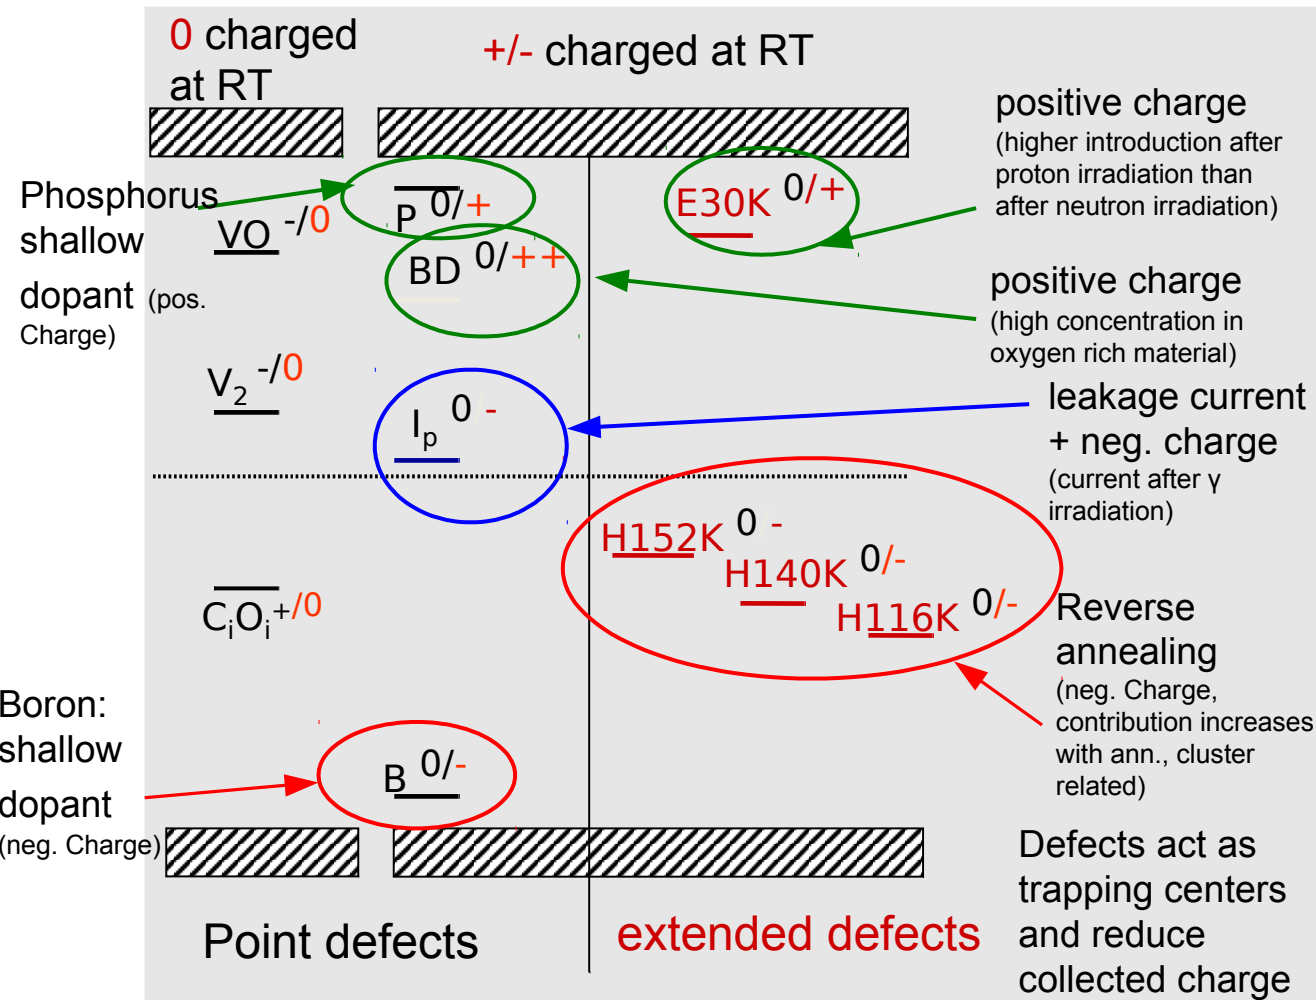 0 charged
at RT
+/- charged at RT
positive charge
(higher introduction after
proton irradiation than
after neutron irradiation)
Phosphorus
shallow
dopant (pos.
Charge)
VO -/0
P 0/+
BD 0/++
E30K 0/+
positive charge
(high concentration in
oxygen rich material)
V2 -/0
Ip 0/-
leakage current
+ neg. charge
(current after γ
irradiation)
H152K 0/-
H140K 0/-
H116K 0/-
CiOi+/0
Reverse
annealing
(neg. Charge,
contribution increases
with ann., cluster
related)
Boron:
shallow
dopant
(neg. Charge)
B 0/-
Point defects
extended defects
Defects act as
trapping centers
and reduce
collected charge